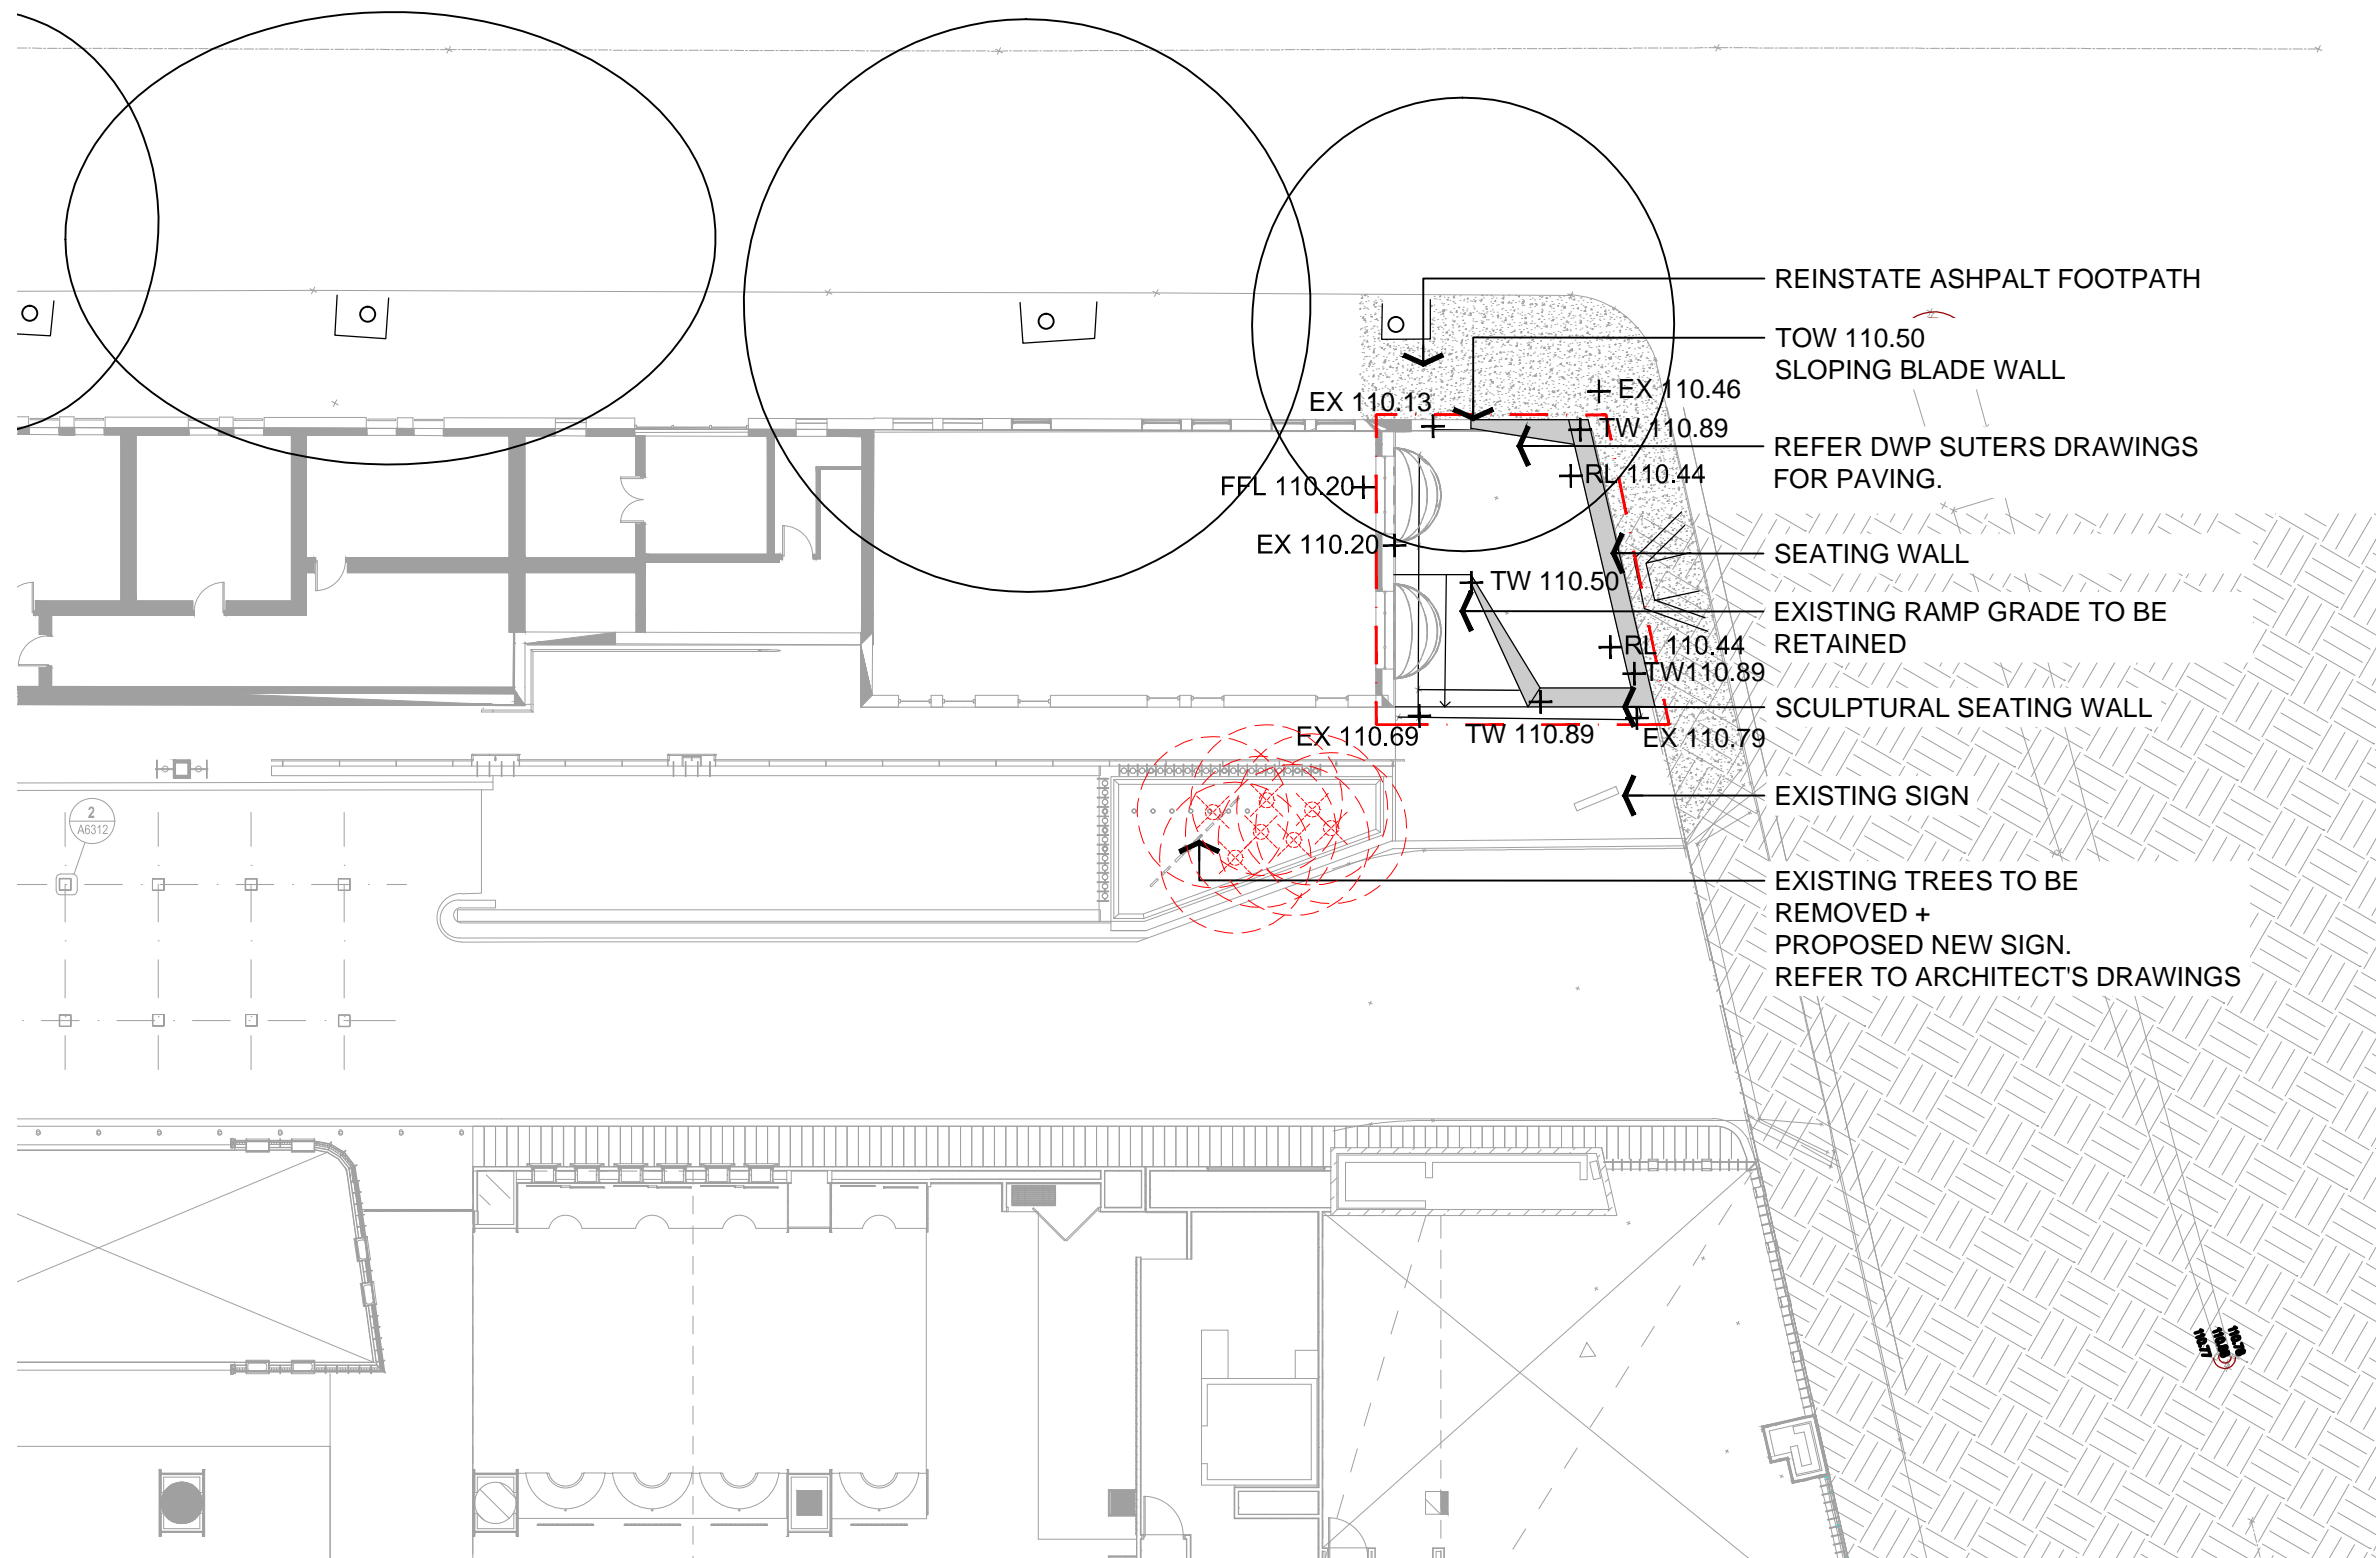 REINSTATE ASHPALT FOOTPATH
TOW 110.50
SLOPING BLADE WALL
EX 110.46
EX 110.13
TW 110.89
REFER DWP SUTERS DRAWINGS
FOR PAVING.
RL 110.44
FFL 110.20
EX 110.20
SEATING WALL
TW 110.50
EXISTING RAMP GRADE TO BE
RETAINED
RL 110.44
TW110.89
SCULPTURAL SEATING WALL
EX 110.69
TW 110.89
EX 110.79
EXISTING SIGN
2
A6312
EXISTING TREES TO BE
REMOVED +
PROPOSED NEW SIGN.
REFER TO ARCHITECT'S DRAWINGS
110.77